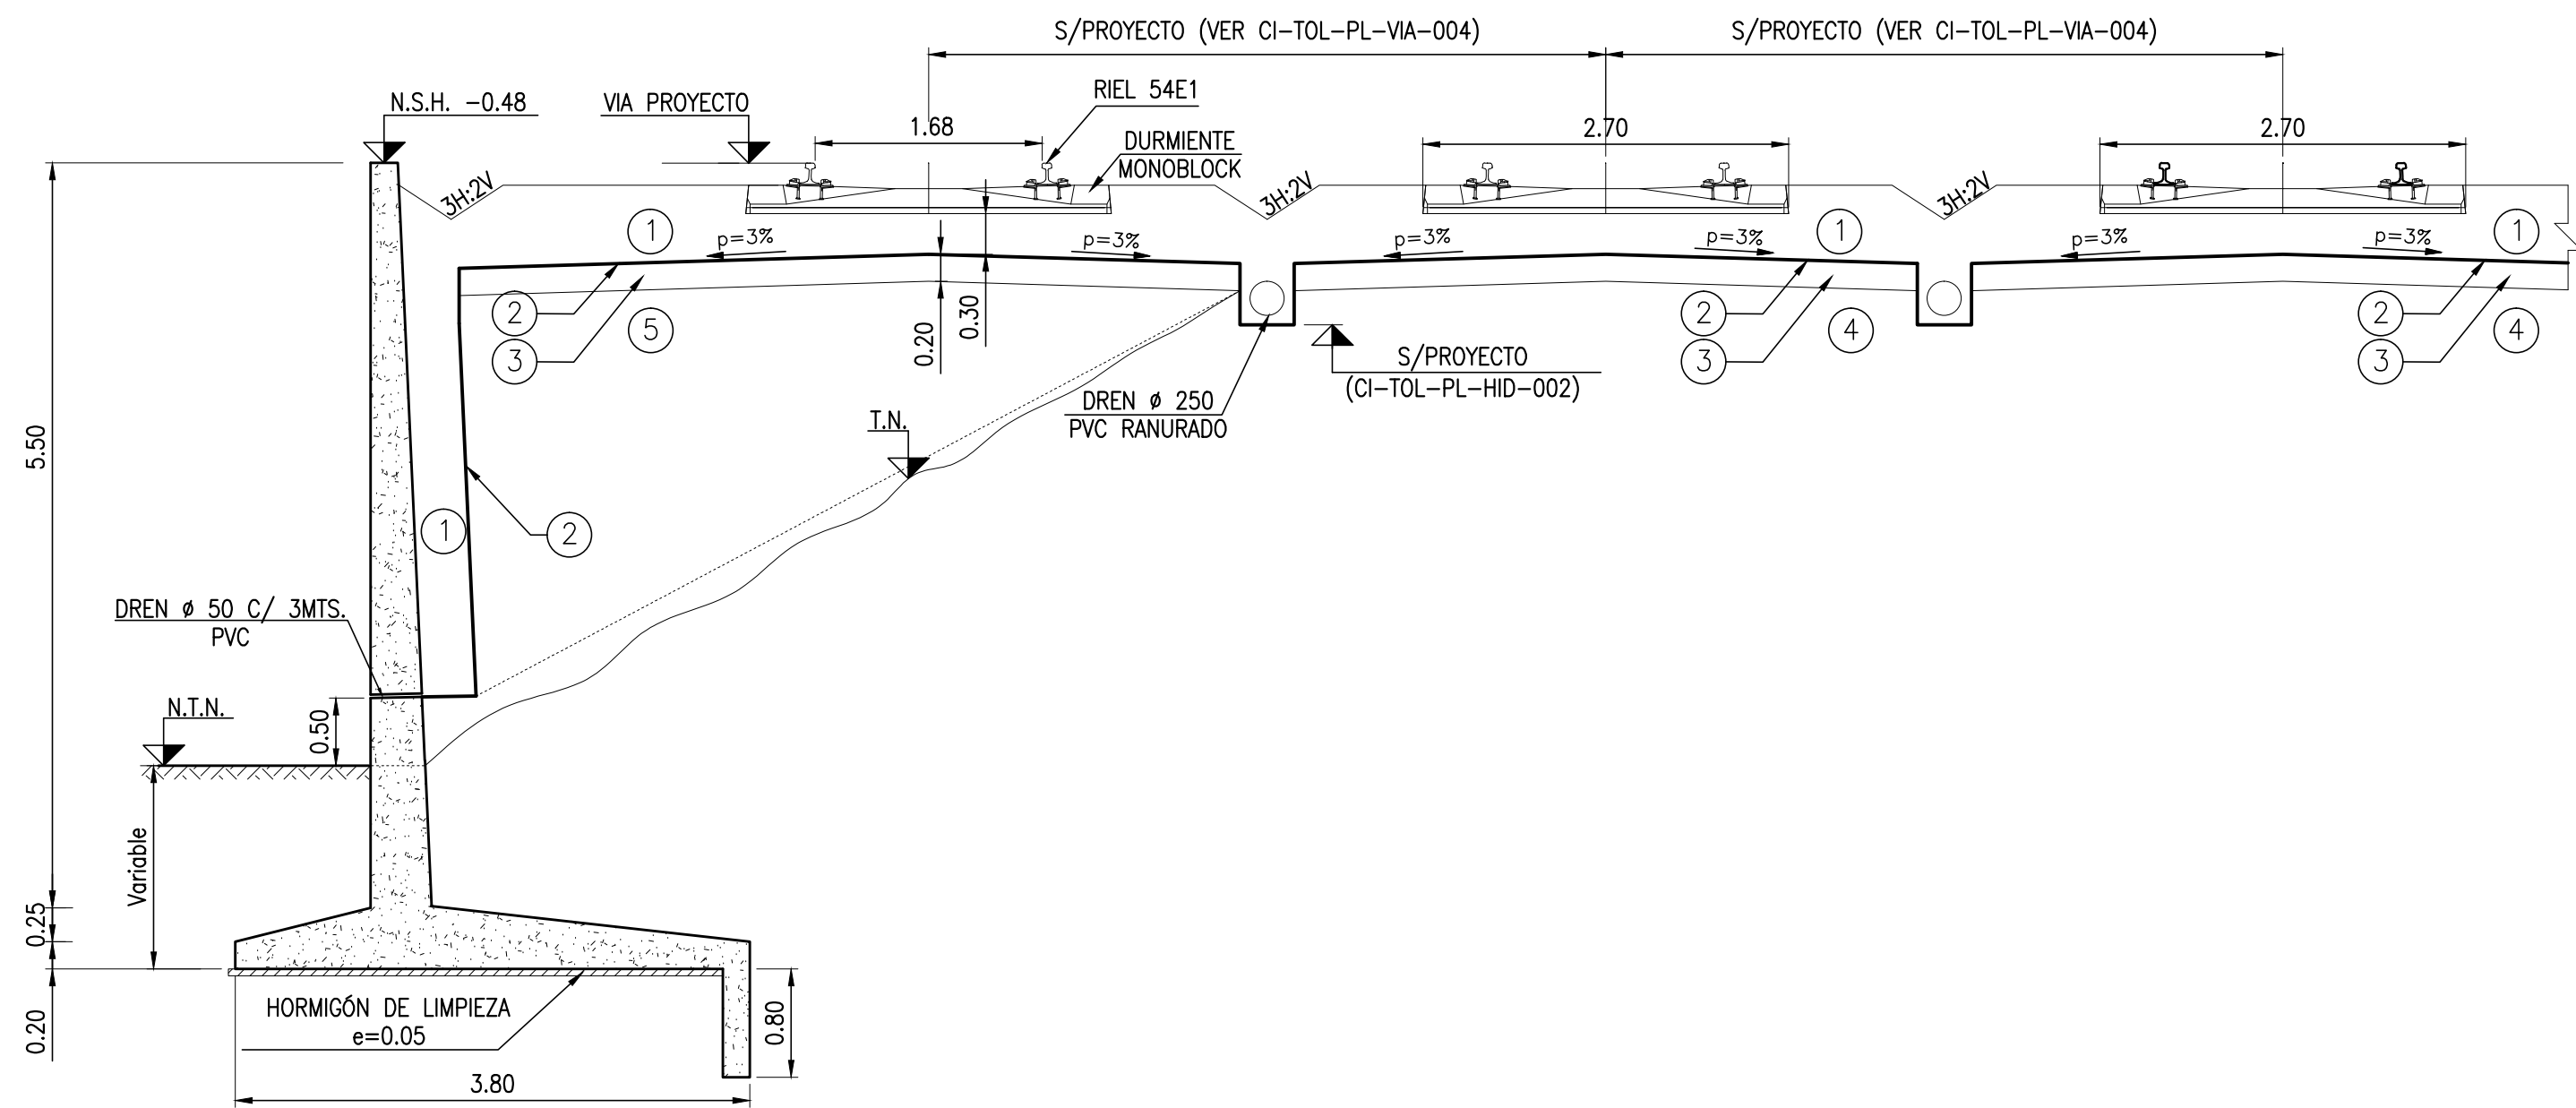 S/PROYECTO (VER CI-TOL-PL-VIA-004)
S/PROYECTO (VER CI-TOL-PL-VIA-004)
N.S.H. -0.48
VIA PROYECTO
RIEL 54E1
1.68
DURMIENTE
MONOBLOCK
2.70
2.70
3H:2V
3H:2V
3H:2V
1
p=3%
p=3%
p=3%
p=3%
1
p=3%
p=3%
1
2
3
5
0.20
0.30
2
3
4
2
3
4
S/PROYECTO
(CI-TOL-PL-HID-002)
DREN ø 250
PVC RANURADO
T.N.
5.50
1
2
DREN ø 50 C/ 3MTS.
PVC
N.T.N.
0.50
Variable
0.25
0.20
HORMIGÓN DE LIMPIEZA
e=0.05
0.80
3.80